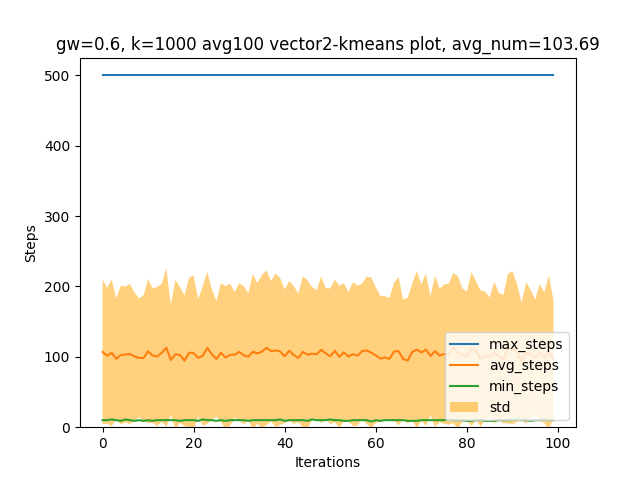 gw=0.6, k=1000 avg100 vector2-kmeans plot, avg_num=103.69
500
400
300
200
100
0
Steps
max_steps
avg_steps
min_steps
std
0
20
40
60
80
100
Iterations